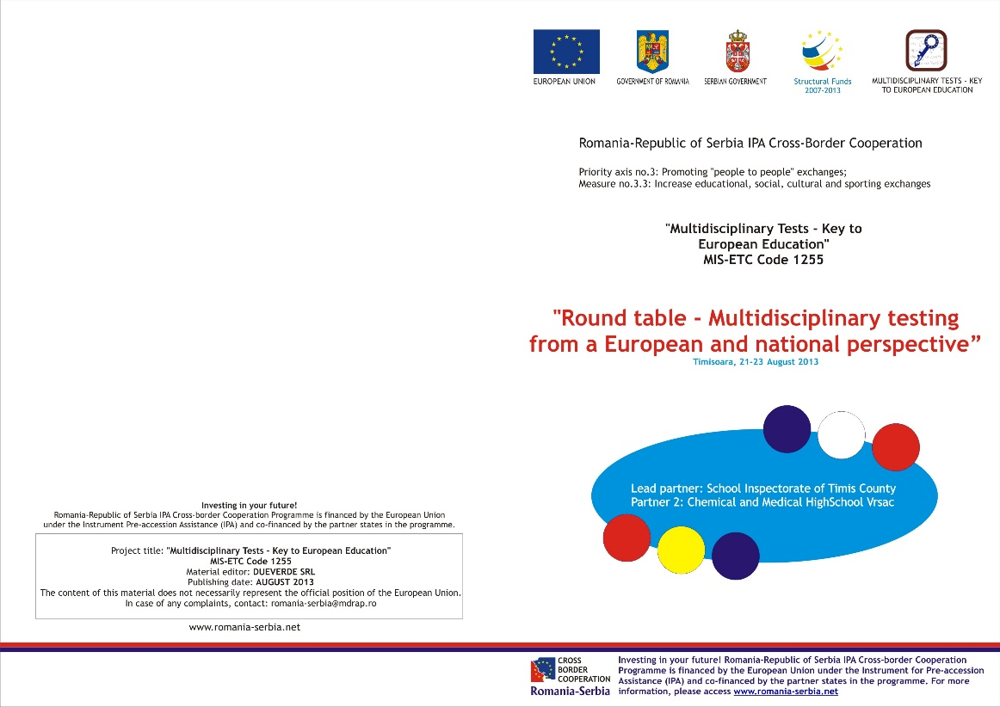 EUROPEAN UNION
GOVERNMENT OF ROMANIA
SERBIAN GOVERNMENT
Structural Funds
2007-2013
MULTIDISCIPLINARY TESTS - KEY
TO EUROPEAN EDUCATION
Romania-Republic of Serbia IPA Cross-Border Cooperation
Priority axis no.3: Promoting "people to people" exchanges;
Measure no.3.3: Increase educational, social, cultural and sporting exchanges
"Multidisciplinary Tests - Key to
European Education"
MIS-ETC Code 1255
"Round table - Multidisciplinary testing
from a European and national perspective”
Timisoara, 21-23 August 2013
Lead partner: School Inspectorate of Timis County
Partner 2: Chemical and Medical HighSchool Vrsac
Investing in your future!
Romania-Republic of Serbia IPA Cross-border Cooperation Programme is financed by the European Union
under the Instrument Pre-accession Assistance (IPA) and co-financed by the partner states in the programme.
Project title: "Multidisciplinary Tests - Key to European Education"
MIS-ETC Code 1255
Material editor: DUEVERDE SRL
Publishing date: AUGUST 2013
The content of this material does not necessarily represent the official position of the European Union.
In case of any complaints, contact: romania-serbia@mdrap.ro
www.romania-serbia.net
CROSS
BORDER
COOPERATION
Romania-Serbia
Investing in your future! Romania-Republic of Serbia IPA Cross-border Cooperation
Programme is financed by the European Union under the Instrument for Pre-accession
Assistance (IPA) and co-financed by the partner states in the programme. For more
information, please access www.romania-serbia.net